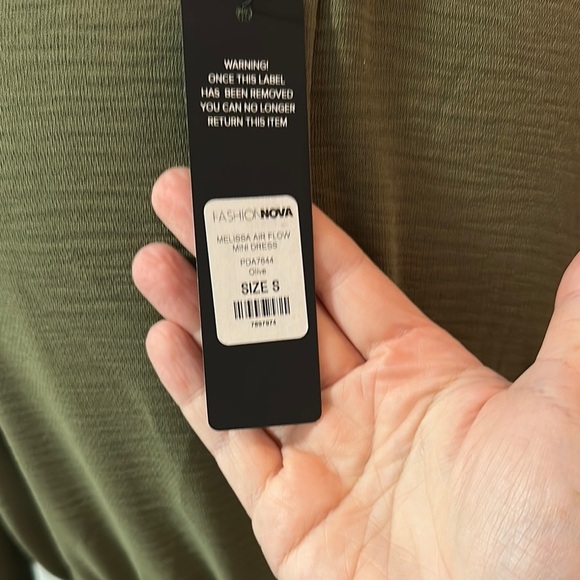 WARNING!
ONCE THIS LABEL
HAS BEEN REMOVED
YOU CAN NO LONGER
RETURN THIS ITEM
FASHIONNOVA
MELISSA AIR FLOW
MINI DRESS
PDA7644
Olive
SIZE S
7897974